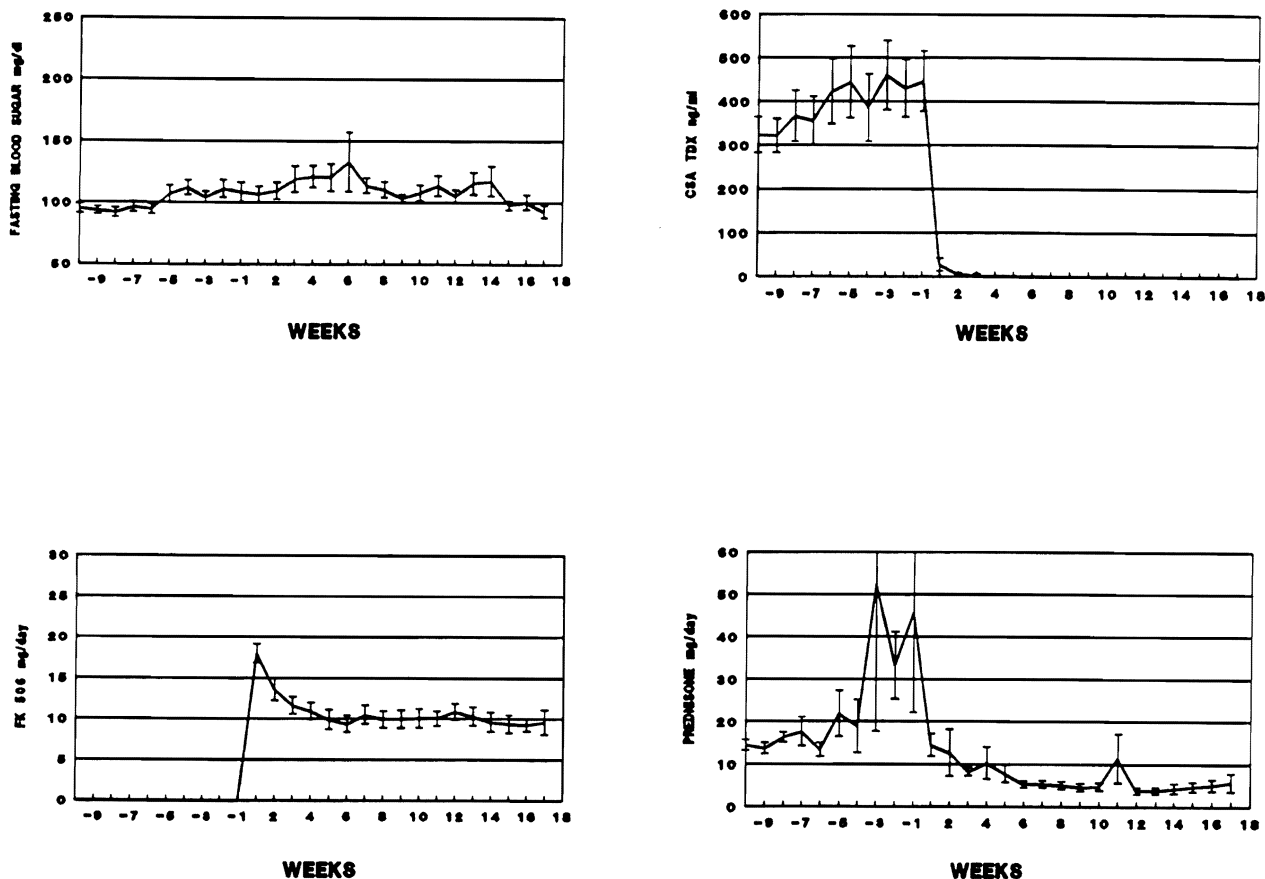 FASTING BLOOD SUGAR mg/dl
250
200
150
100
50
-9 -7 -5 -3 -1 2 4 6 8 10 12 14 16 18
WEEKS
CSA TDX ng/ml
600
500
400
300
200
100
0
-9 -7 -5 -3 -1 2 4 6 8 10 12 14 16 18
WEEKS
FK 506 mg/day
30
25
20
15
10
5
0
-9 -7 -5 -3 -1 2 4 6 8 10 12 14 16 18
WEEKS
PREDNISONE mg/day
60
50
40
30
20
10
0
-9 -7 -5 -3 -1 2 4 6 8 10 12 14 16 18
WEEKS